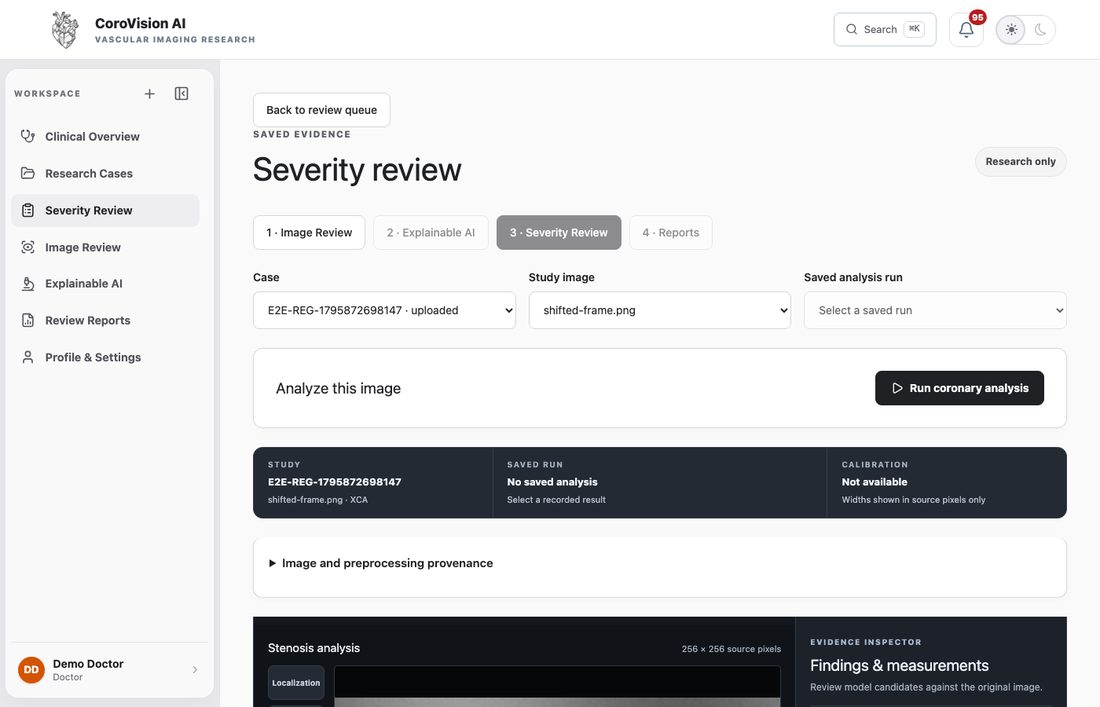 CoroVision AI
VASCULAR IMAGING RESEARCH
Search ⌘K
95
WORKSPACE
Clinical Overview
Research Cases
Severity Review
Image Review
Explainable AI
Review Reports
Profile & Settings
DD
Demo Doctor
Doctor
Back to review queue
SAVED EVIDENCE
Severity review
Research only
1 · Image Review
2 · Explainable AI
3 · Severity Review
4 · Reports
Case
E2E-REG-1795872698147 · uploaded
Study image
shifted-frame.png
Saved analysis run
Select a saved run
Analyze this image
Run coronary analysis
STUDY
E2E-REG-1795872698147
shifted-frame.png · XCA
SAVED RUN
No saved analysis
Select a recorded result
CALIBRATION
Not available
Widths shown in source pixels only
Image and preprocessing provenance
Stenosis analysis
256 × 256 source pixels
Localization
EVIDENCE INSPECTOR
Findings & measurements
Review model candidates against the original image.